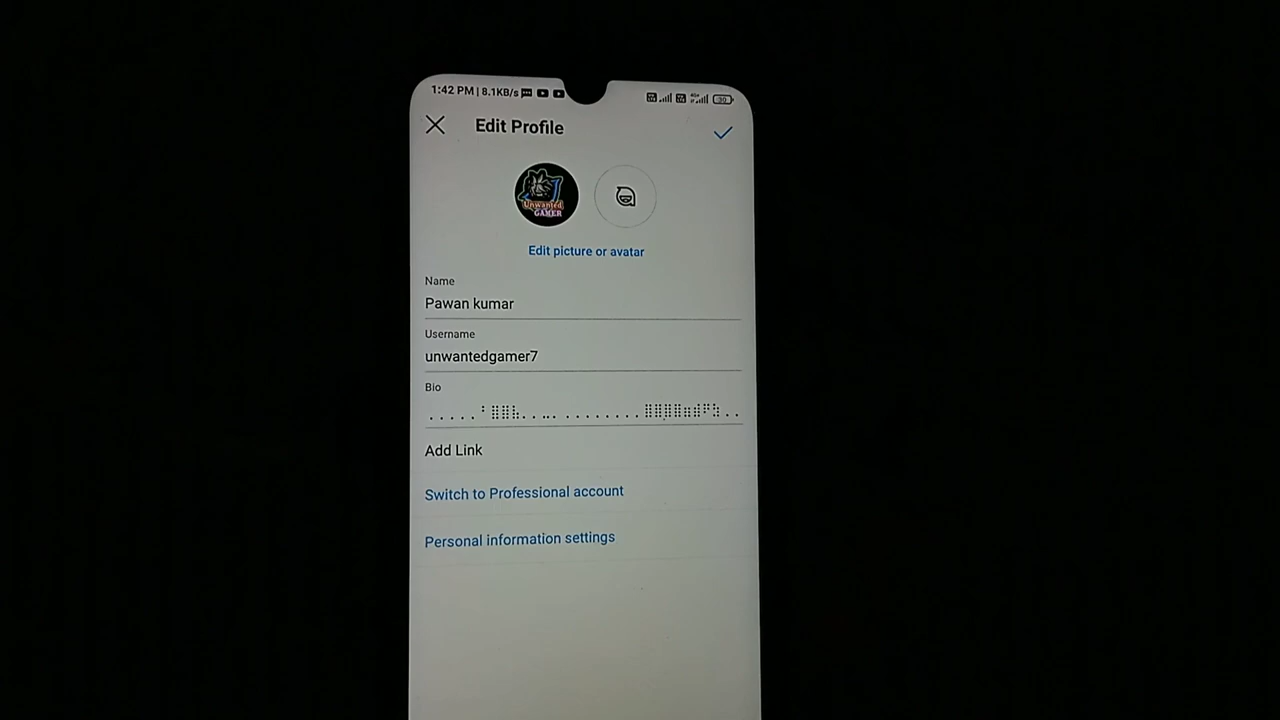 1:42 PM | 8.1KB/s
30
Edit Profile
Unwanted
GAMER
Edit picture or avatar
Name
Pawan kumar
Username
unwantedgamer7
Bio
Add Link
Switch to Professional account
Personal information settings